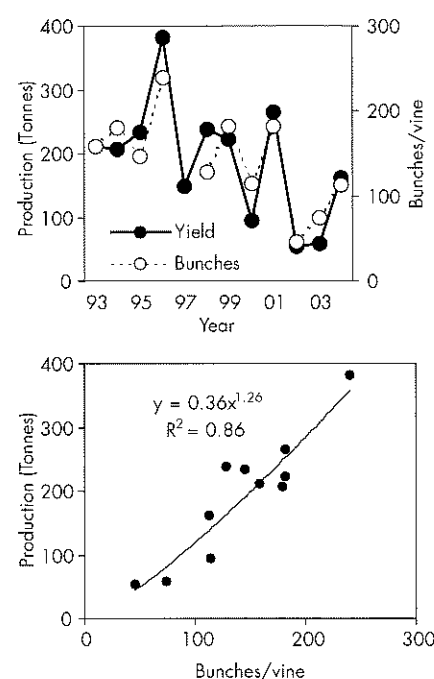 400
300
200
100
0
Production (Tonnes)
300
200
100
0
Bunches/vine
Yield
Bunches
93 95 97 99 01 03
Year
400
300
200
100
0
Production (Tonnes)
y = 0.36x^1.26
R² = 0.86
0 100 200 300
Bunches/vine